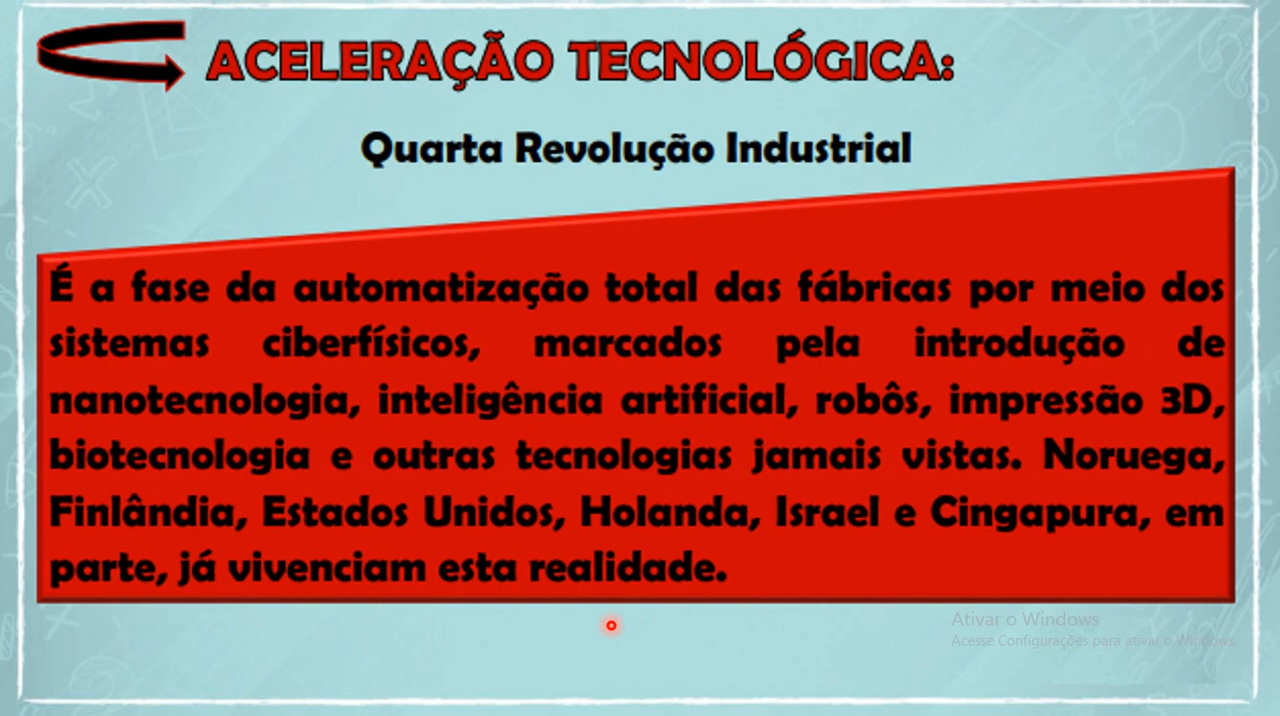 ACELERAÇÃO TECNOLÓGICA:
Quarta Revolução Industrial
É a fase da automatização total das fábricas por meio dos
sistemas ciberfísicos, marcados pela introdução de
nanotecnologia, inteligência artificial, robôs, impressão 3D,
biotecnologia e outras tecnologias jamais vistas. Noruega,
Finlândia, Estados Unidos, Holanda, Israel e Cingapura, em
parte, já vivenciam esta realidade.
Ativar o Windows
Acesse Configurações para ativar o Windows.